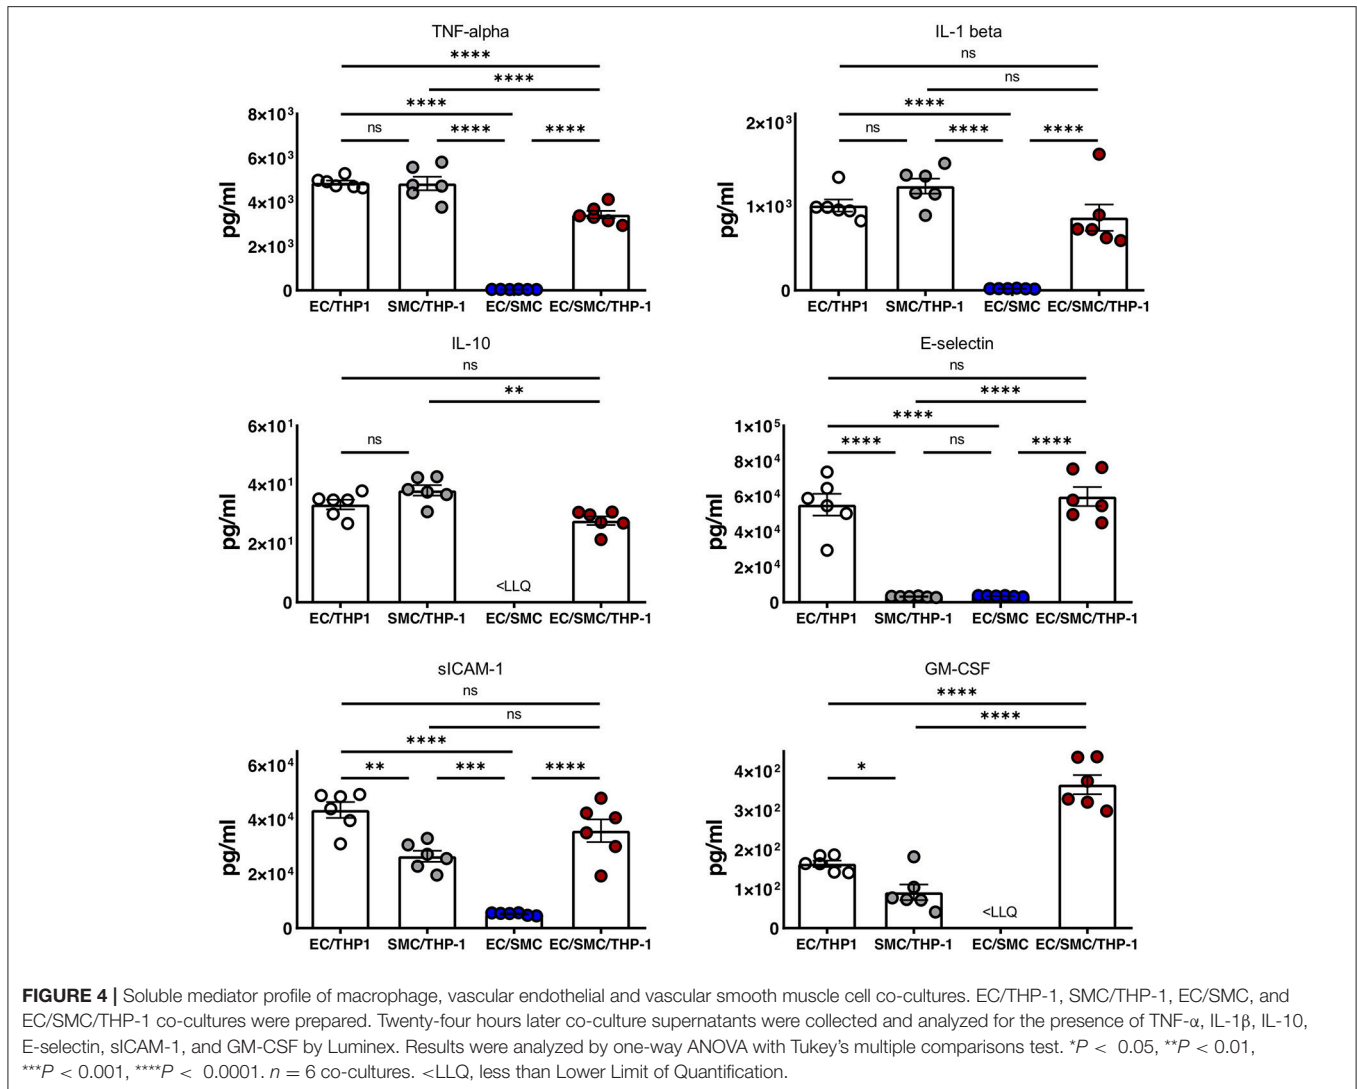 TNF-alpha
****
****
****
ns
****
****
8×10³
6×10³
4×10³
2×10³
0
pg/ml
EC/THP1
SMC/THP-1
EC/SMC
EC/SMC/THP-1
IL-1 beta
ns
ns
****
ns
****
****
2×10³
1×10³
0
pg/ml
EC/THP1
SMC/THP-1
EC/SMC
EC/SMC/THP-1
IL-10
ns
**
ns
6×10¹
4×10¹
2×10¹
0
pg/ml
<LLQ
EC/THP1
SMC/THP-1
EC/SMC
EC/SMC/THP-1
E-selectin
ns
****
****
****
ns
****
1×10⁵
8×10⁴
6×10⁴
4×10⁴
2×10⁴
0
pg/ml
EC/THP1
SMC/THP-1
EC/SMC
EC/SMC/THP-1
sICAM-1
ns
ns
****
**
***
****
6×10⁴
4×10⁴
2×10⁴
0
pg/ml
EC/THP1
SMC/THP-1
EC/SMC
EC/SMC/THP-1
GM-CSF
****
****
*
4×10²
3×10²
2×10²
1×10²
0
pg/ml
<LLQ
EC/THP1
SMC/THP-1
EC/SMC
EC/SMC/THP-1
FIGURE 4 | Soluble mediator profile of macrophage, vascular endothelial and vascular smooth muscle cell co-cultures. EC/THP-1, SMC/THP-1, EC/SMC, and
EC/SMC/THP-1 co-cultures were prepared. Twenty-four hours later co-culture supernatants were collected and analyzed for the presence of TNF-α, IL-1β, IL-10,
E-selectin, sICAM-1, and GM-CSF by Luminex. Results were analyzed by one-way ANOVA with Tukey's multiple comparisons test. *P < 0.05, **P < 0.01,
***P < 0.001, ****P < 0.0001. n = 6 co-cultures. <LLQ, less than Lower Limit of Quantification.